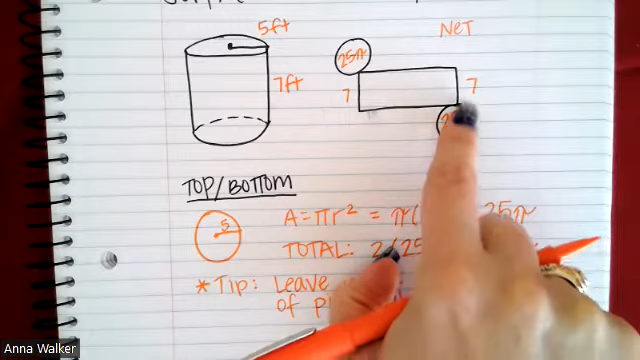 5ft
NET
25π
7ft
7
7
TOP/BOTTOM
5
A = πr² = π( 25π
TOTAL: 2(25
*Tip: Leave
of
Anna Walker